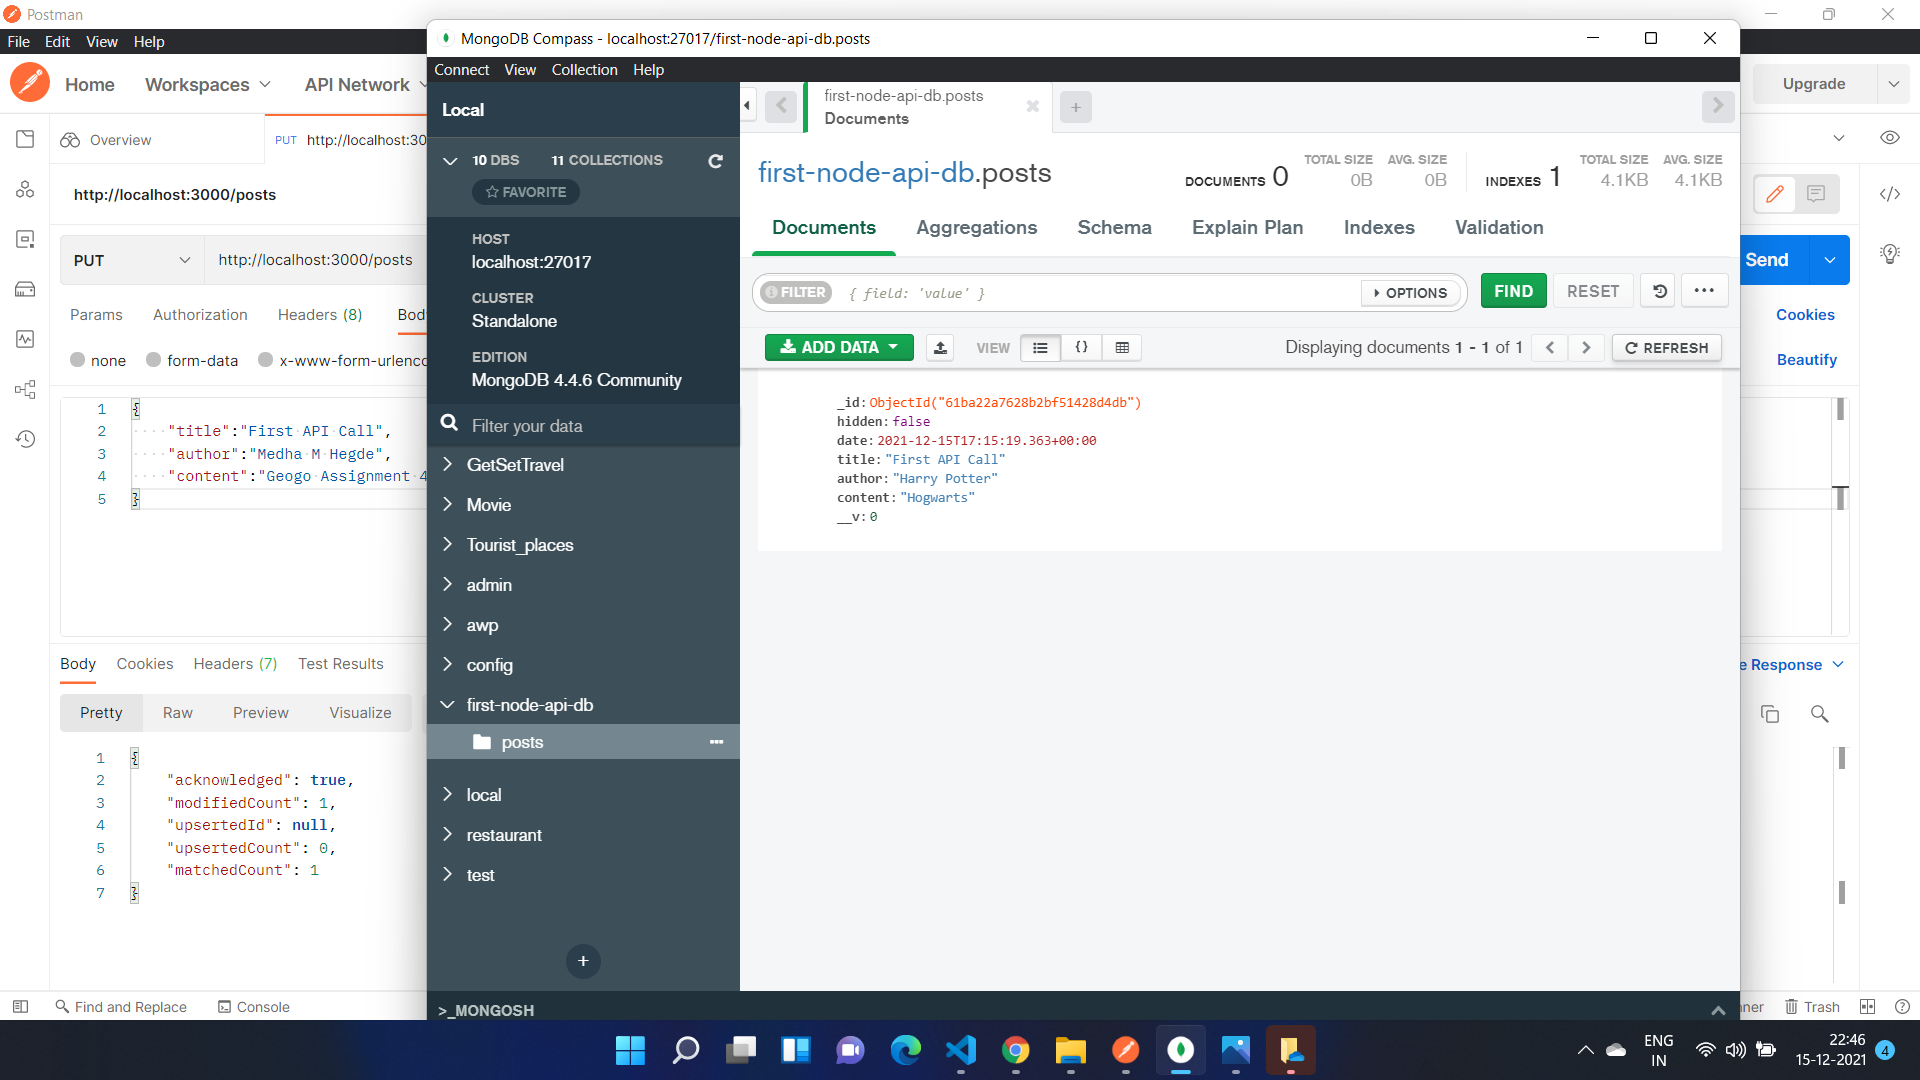 Postman
File Edit View Help
Home Workspaces API Network
Upgrade
Overview
PUT http://localhost:30
http://localhost:3000/posts
PUT http://localhost:3000/posts
Send
Params Authorization Headers (8) Bod
Cookies
none form-data x-www-form-urlenco
Beautify
1 {
2 "title":"First API Call",
3 "author":"Medha M Hegde",
4 "content":"Geogo Assignment 4
5 }
Body Cookies Headers (7) Test Results
e Response
Pretty Raw Preview Visualize
1 {
2 "acknowledged": true,
3 "modifiedCount": 1,
4 "upsertedId": null,
5 "upsertedCount": 0,
6 "matchedCount": 1
7 }
Find and Replace Console
ner Trash
MongoDB Compass - localhost:27017/first-node-api-db.posts
Connect View Collection Help
Local
10 DBS 11 COLLECTIONS
FAVORITE
HOST
localhost:27017
CLUSTER
Standalone
EDITION
MongoDB 4.4.6 Community
Filter your data
GetSetTravel
Movie
Tourist_places
admin
awp
config
first-node-api-db
posts
local
restaurant
test
+
>_MONGOSH
first-node-api-db.posts
Documents
+
first-node-api-db.posts
DOCUMENTS 0 TOTAL SIZE 0B AVG. SIZE 0B INDEXES 1 TOTAL SIZE 4.1KB AVG. SIZE 4.1KB
Documents Aggregations Schema Explain Plan Indexes Validation
FILTER { field: 'value' } OPTIONS FIND RESET ...
ADD DATA VIEW {} Displaying documents 1 - 1 of 1 REFRESH
_id: ObjectId("61ba22a7628b2bf51428d4db")
hidden: false
date: 2021-12-15T17:15:19.363+00:00
title: "First API Call"
author: "Harry Potter"
content: "Hogwarts"
__v: 0
ENG
IN
22:46
15-12-2021
4